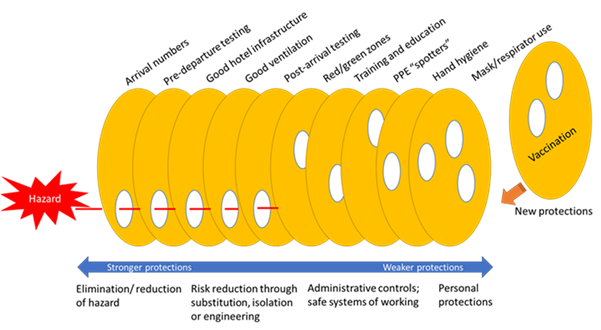 Arrival numbers
Pre-departure testing
Good hotel infrastructure
Good ventilation
Post-arrival testing
Red/green zones
Training and education
PPE “spotters”
Hand hygiene
Mask/respirator use
Vaccination
Hazard
New protections
Stronger protections
Weaker protections
Elimination/ reduction
of hazard
Risk reduction through
substitution, isolation
or engineering
Administrative controls;
safe systems of working
Personal
protections